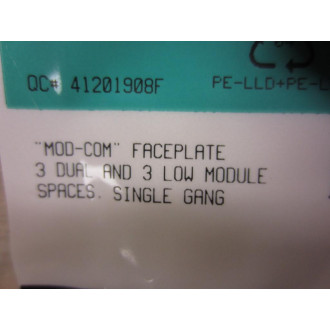 QC# 41201908F
PE-LLD+PE-L
"MOD-COM" FACEPLATE
3 DUAL AND 3 LOW MODULE
SPACES. SINGLE GANG